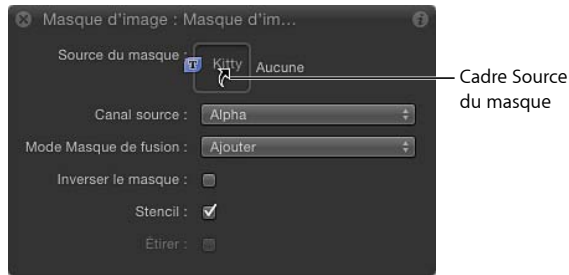 Masque d'image : Masque d'im...
Source du masque :
T
Kitty
Aucune
Cadre Source
du masque
Canal source : Alpha
Mode Masque de fusion : Ajouter
Inverser le masque :
Stencil :
Étirer :